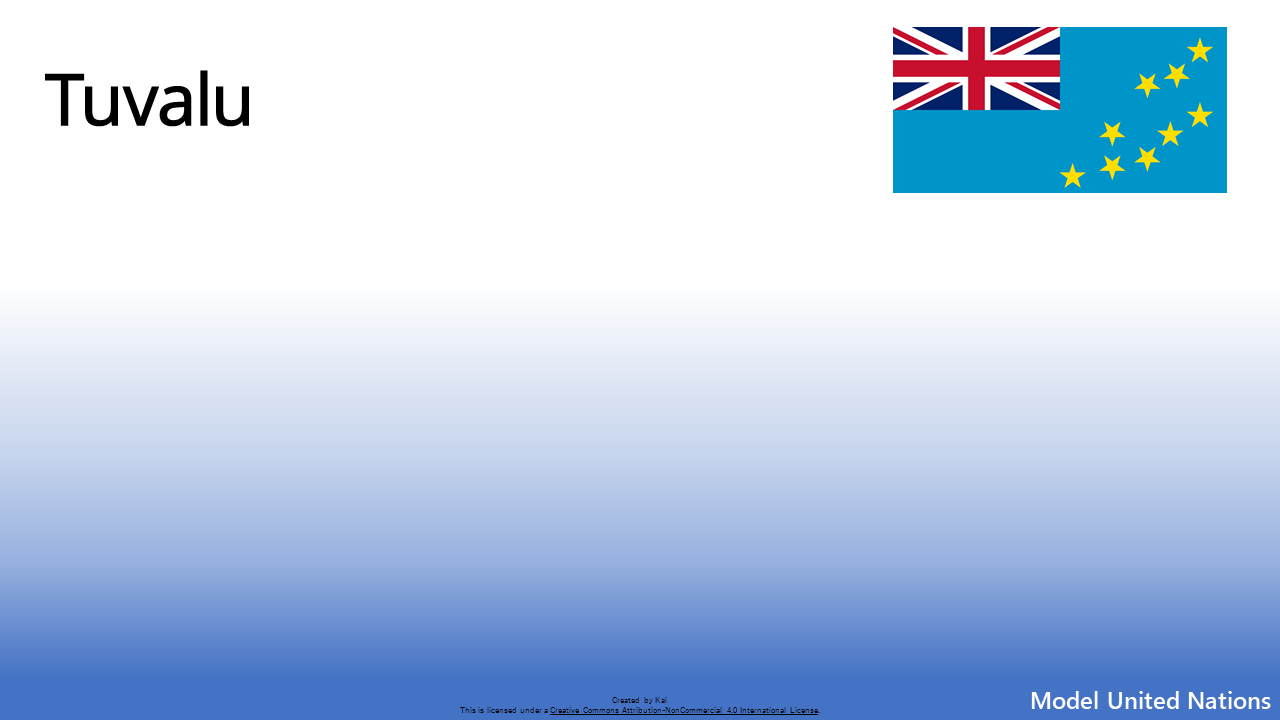 Tuvalu
Created by Kai
This is licensed under a Creative Commons Attribution-NonCommercial 4.0 International License.
Model United Nations